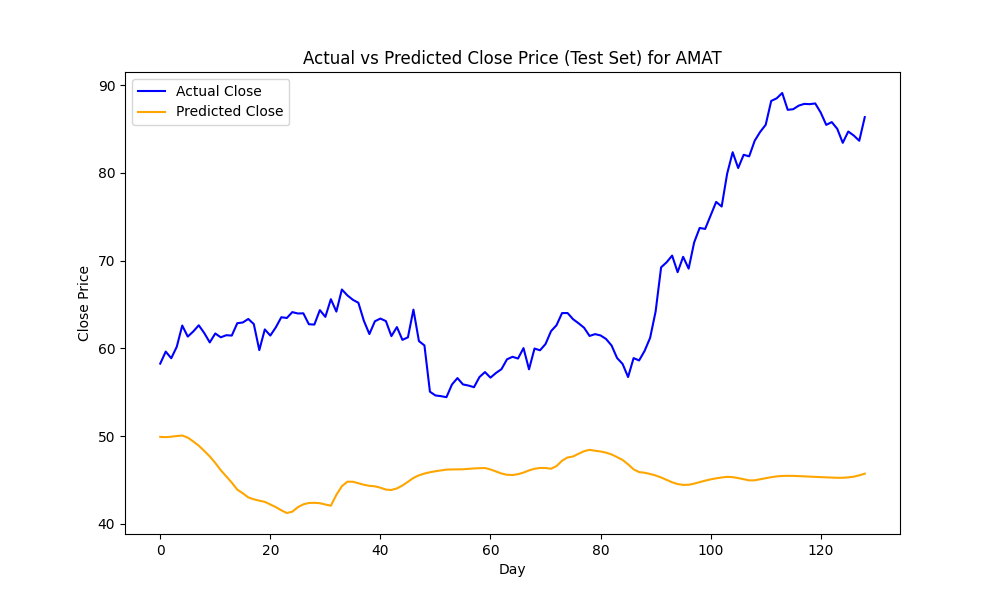 Actual vs Predicted Close Price (Test Set) for AMAT
Actual Close
Predicted Close
90
80
70
60
50
40
Close Price
0 20 40 60 80 100 120
Day